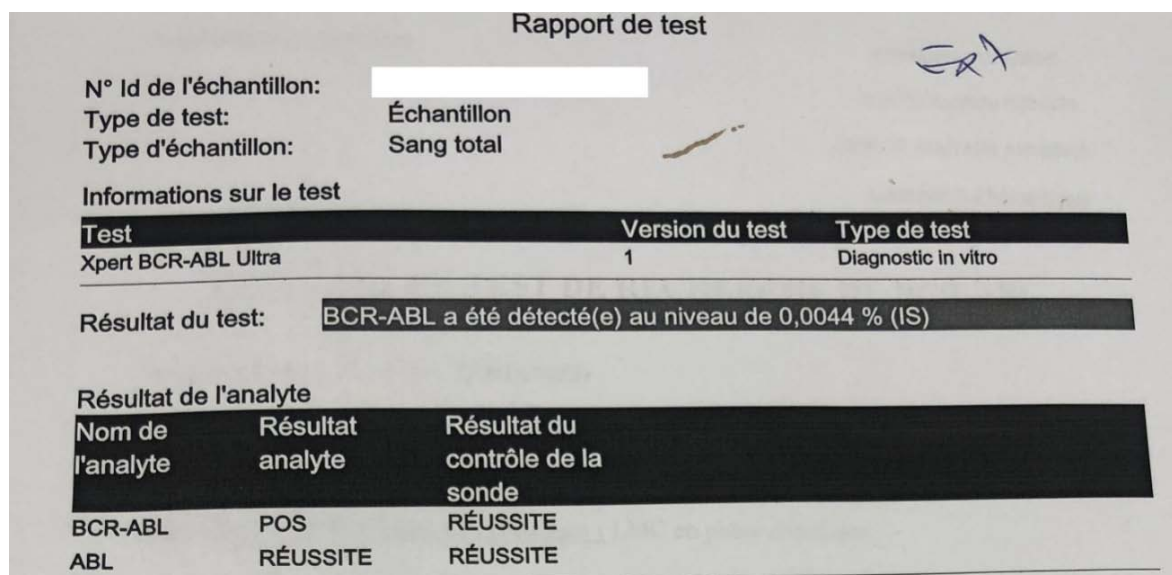 Rapport de test
N° Id de l'échantillon:
Type de test: Échantillon
Type d'échantillon: Sang total
Informations sur le test
Test Version du test Type de test
Xpert BCR-ABL Ultra 1 Diagnostic in vitro
Résultat du test: BCR-ABL a été détecté(e) au niveau de 0,0044 % (IS)
Résultat de l'analyte
Nom de l'analyte Résultat analyte Résultat du contrôle de la sonde
BCR-ABL POS RÉUSSITE
ABL RÉUSSITE RÉUSSITE